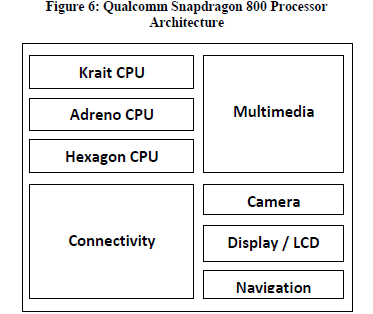 Figure 6: Qualcomm Snapdragon 800 Processor
Architecture
Krait CPU
Adreno CPU
Hexagon CPU
Multimedia
Connectivity
Camera
Display / LCD
Navigation